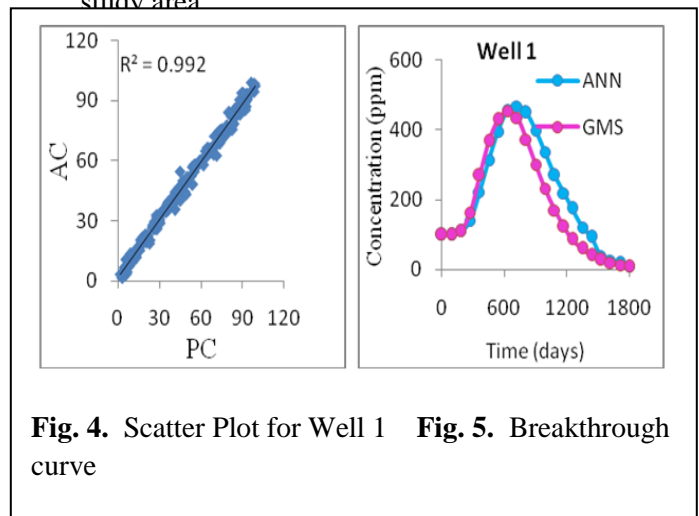 study area
120
90
60
30
0
AC
R² = 0.992
0 30 60 90 120
PC
Well 1
600
400
200
0
Concentration (ppm)
ANN
GMS
0 600 1200 1800
Time (days)
Fig. 4. Scatter Plot for Well 1 Fig. 5. Breakthrough
curve